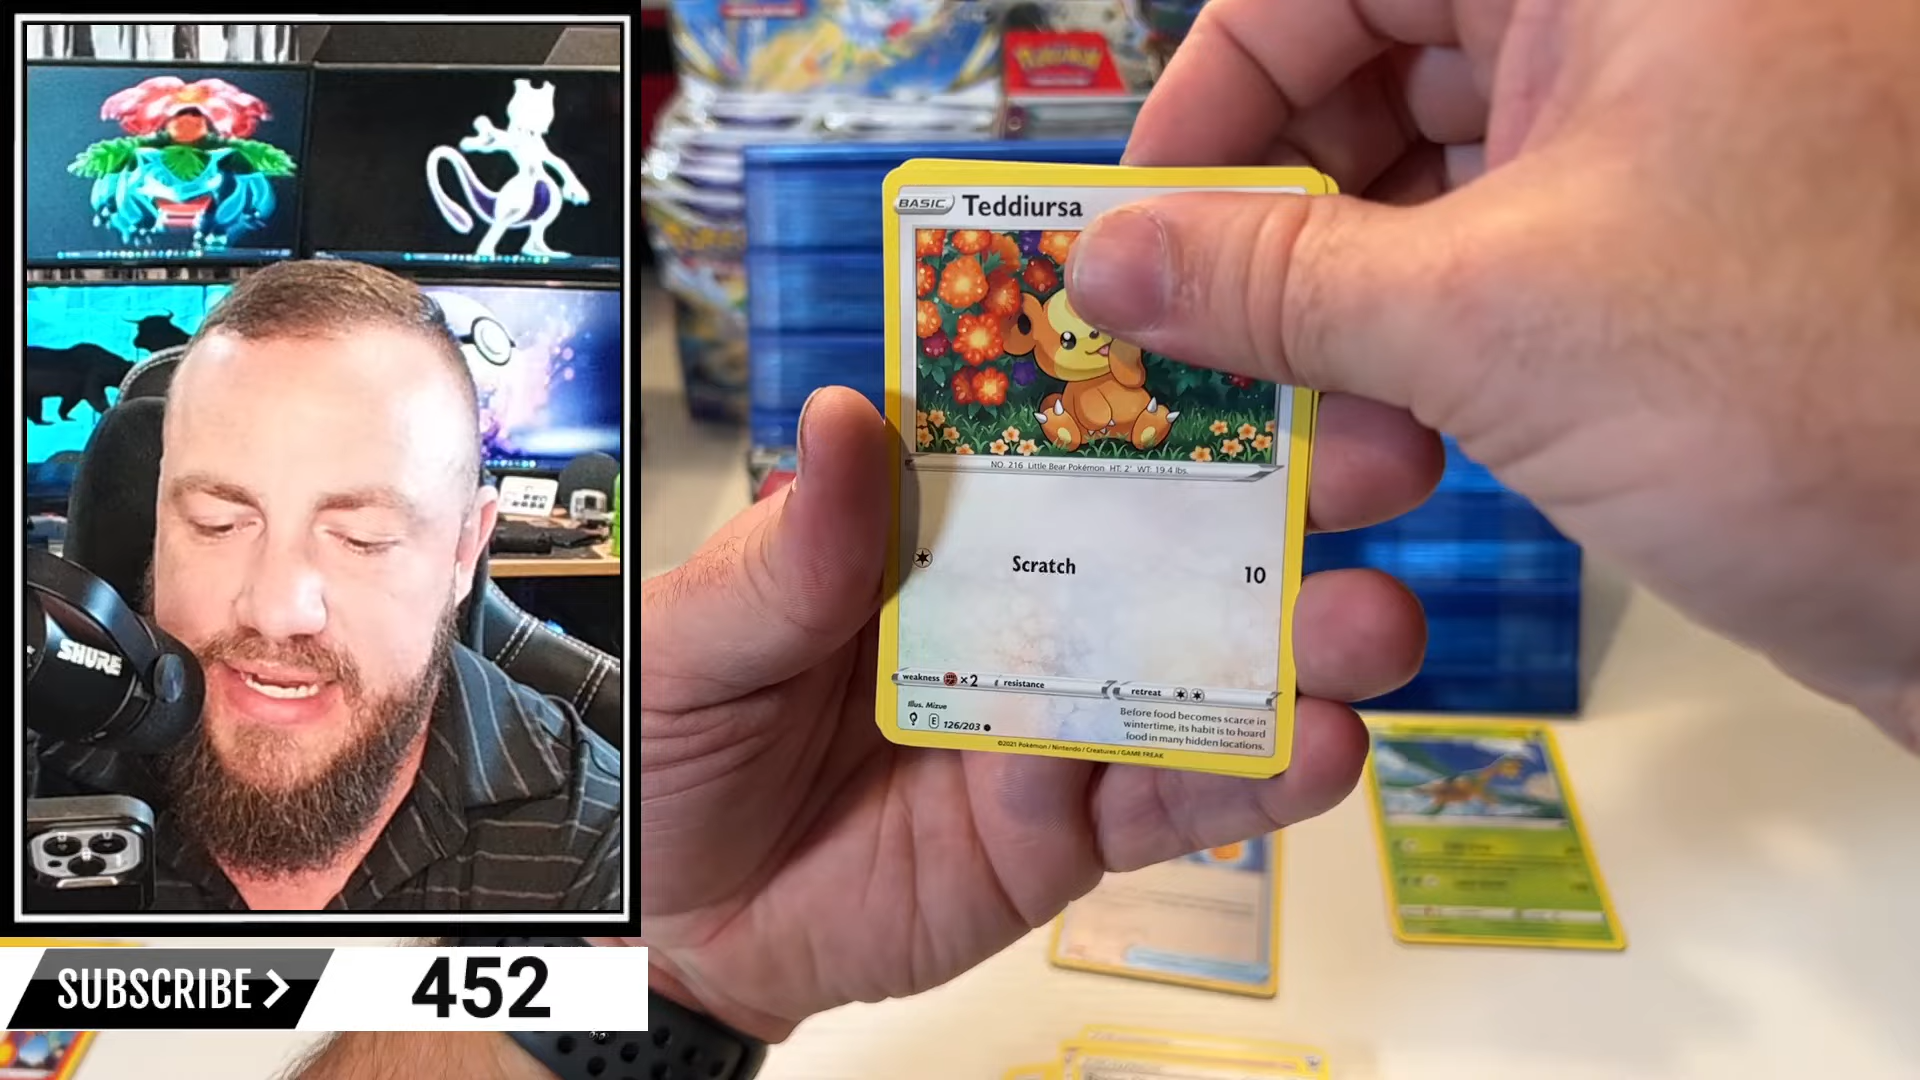 POKÉMON
BASIC Teddiursa
NO. 216 Little Bear Pokémon HT: 2' WT: 19.4 lbs.
Scratch 10
weakness ×2 resistance retreat
Illus. Mizue
E 126/203
Before food becomes scarce in
wintertime, its habit is to hoard
food in many hidden locations.
©2021 Pokémon / Nintendo / Creatures / GAME FREAK
SHURE
SUBSCRIBE > 452